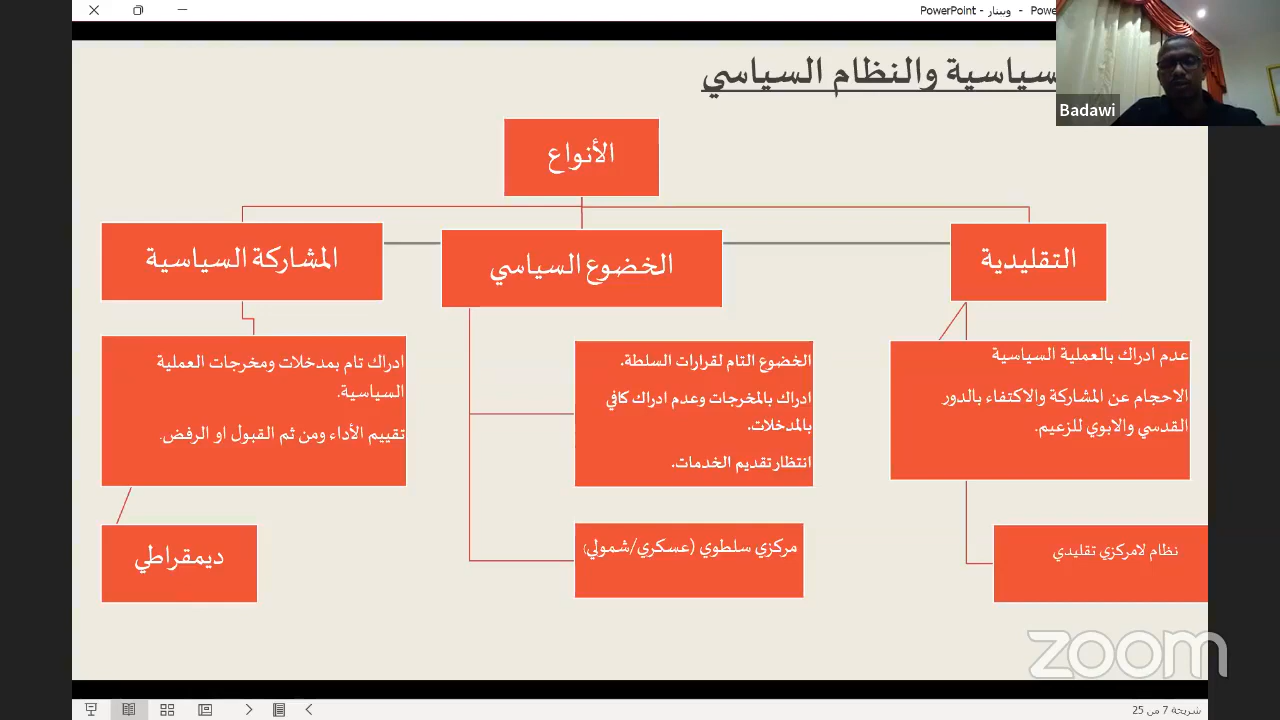 PowerPoint - وبينار -
سياسية والنظام السياسي
Badawi
الأنواع
التقليدية
الخضوع السياسي
المشاركة السياسية
عدم ادراك بالعملية السياسية
الاحجام عن المشاركة والاكتفاء بالدور
القدسي والابوي للزعيم.
الخضوع التام لقرارات السلطة.
ادراك بالمخرجات وعدم ادراك كافي
بالمدخلات.
انتظار تقديم الخدمات.
ادراك تام بمدخلات ومخرجات العملية
السياسية.
تقييم الأداء ومن ثم القبول او الرفض.
نظام لامركزي تقليدي
مركزي سلطوي (عسكري/شمولي)
ديمقراطي
zoom
شريحة 7 من 25